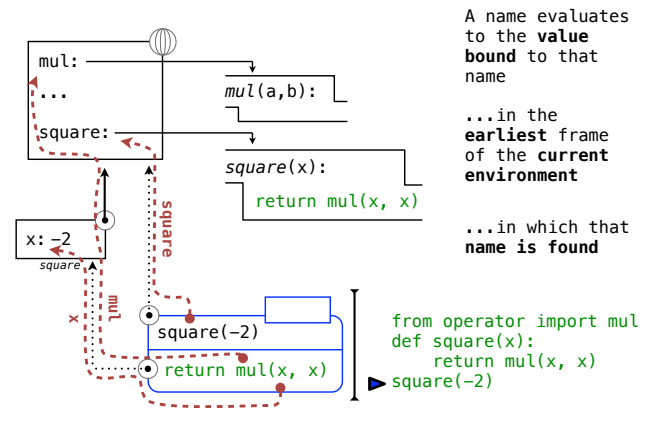 mul:
...
square:
mul(a,b):
square(x):
return mul(x, x)
x: -2
square
square
mul
x
square(-2)
return mul(x, x)
A name evaluates
to the value
bound to that
name
...in the
earliest frame
of the current
environment
...in which that
name is found
from operator import mul
def square(x):
    return mul(x, x)
square(-2)